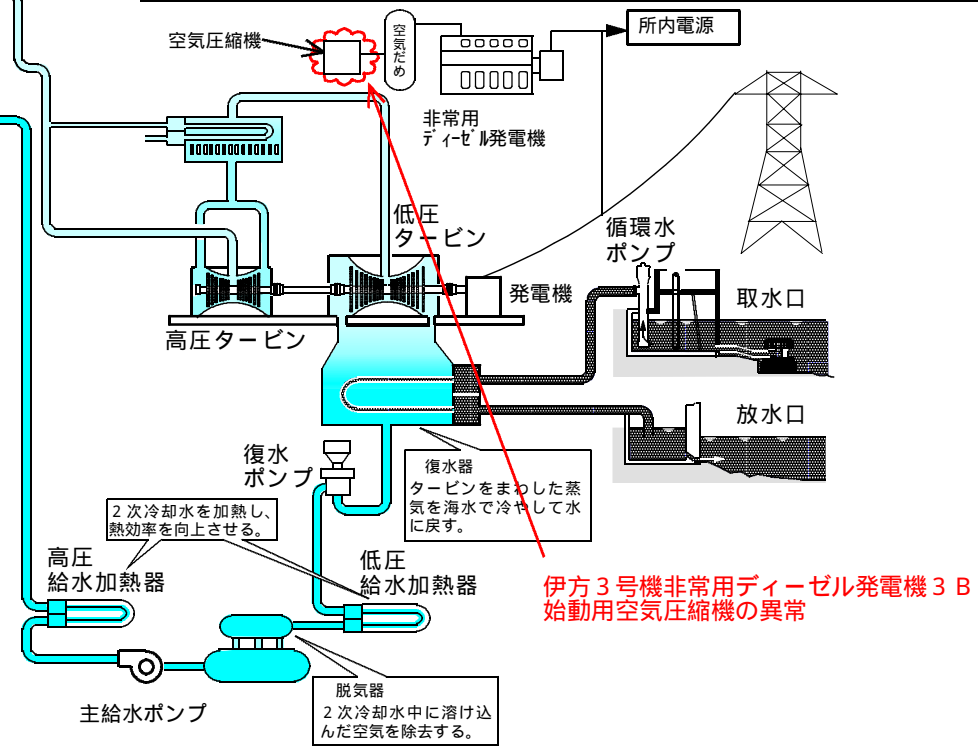 空気圧縮機
空気だめ
所内電源
非常用
ディーゼル発電機
低圧
タービン
循環水
ポンプ
発電機
取水口
高圧タービン
放水口
復水
ポンプ
復水器
タービンをまわした蒸
気を海水で冷やして水
に戻す。
２次冷却水を加熱し、
熱効率を向上させる。
高圧
給水加熱器
低圧
給水加熱器
伊方３号機非常用ディーゼル発電機３Ｂ
始動用空気圧縮機の異常
脱気器
２次冷却水中に溶け込
んだ空気を除去する。
主給水ポンプ